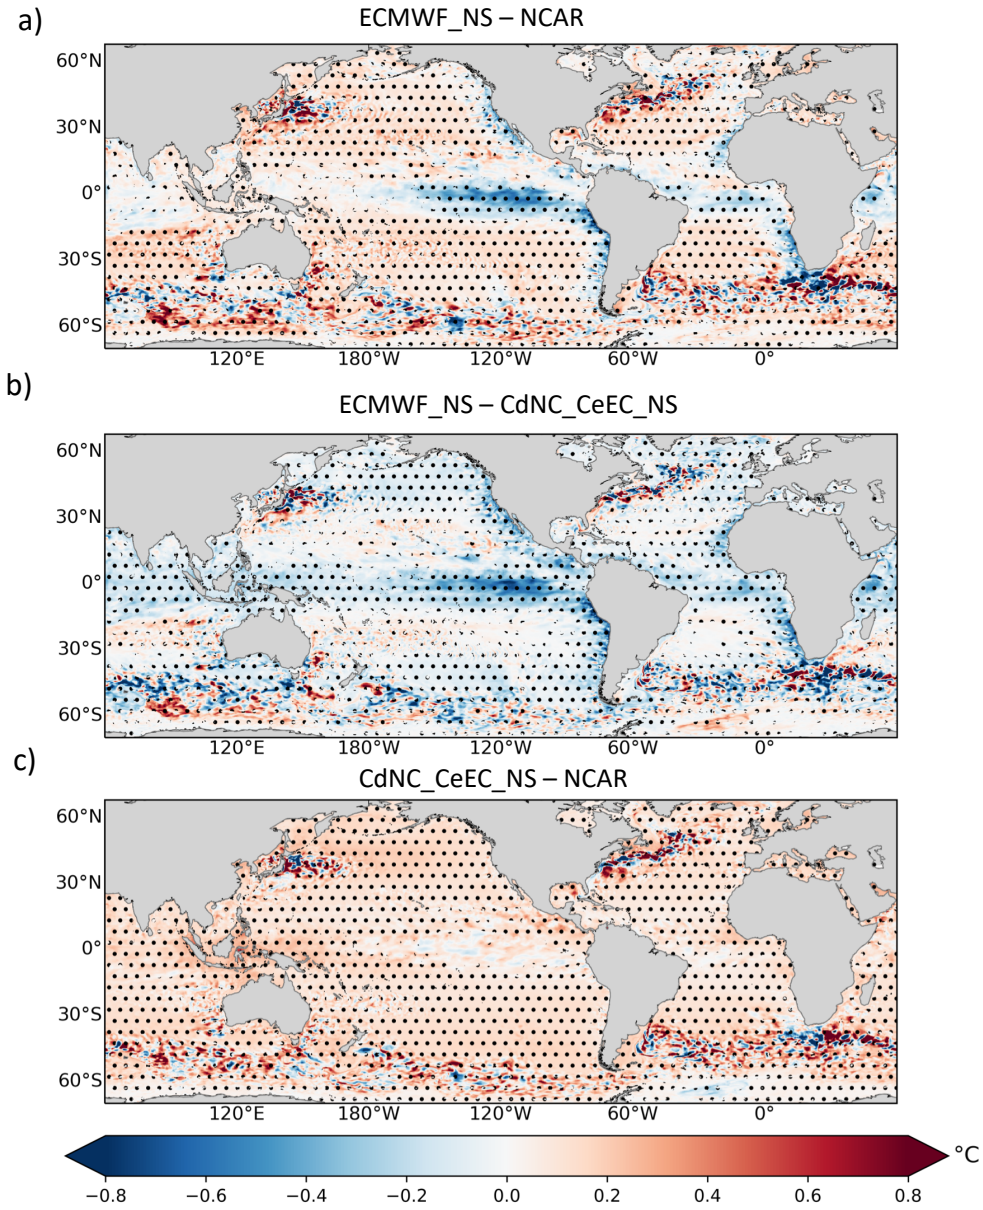 a)
ECMWF_NS – NCAR
60°N
30°N
0°
30°S
60°S
120°E 180°W 120°W 60°W 0°
b)
ECMWF_NS – CdNC_CeEC_NS
60°N
30°N
0°
30°S
60°S
120°E 180°W 120°W 60°W 0°
c)
CdNC_CeEC_NS – NCAR
60°N
30°N
0°
30°S
60°S
120°E 180°W 120°W 60°W 0°
°C
−0.8 −0.6 −0.4 −0.2 0.0 0.2 0.4 0.6 0.8